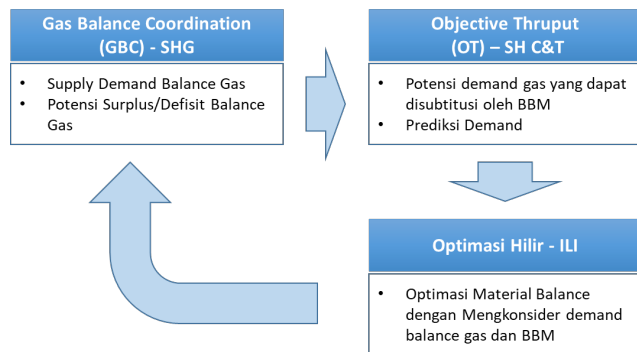 Gas Balance Coordination
(GBC) - SHG
• Supply Demand Balance Gas
• Potensi Surplus/Defisit Balance
Gas
Objective Thruput
(OT) – SH C&T
• Potensi demand gas yang dapat
disubtitusi oleh BBM
• Prediksi Demand
Optimasi Hilir - ILI
• Optimasi Material Balance
dengan Mengkonsider demand
balance gas dan BBM